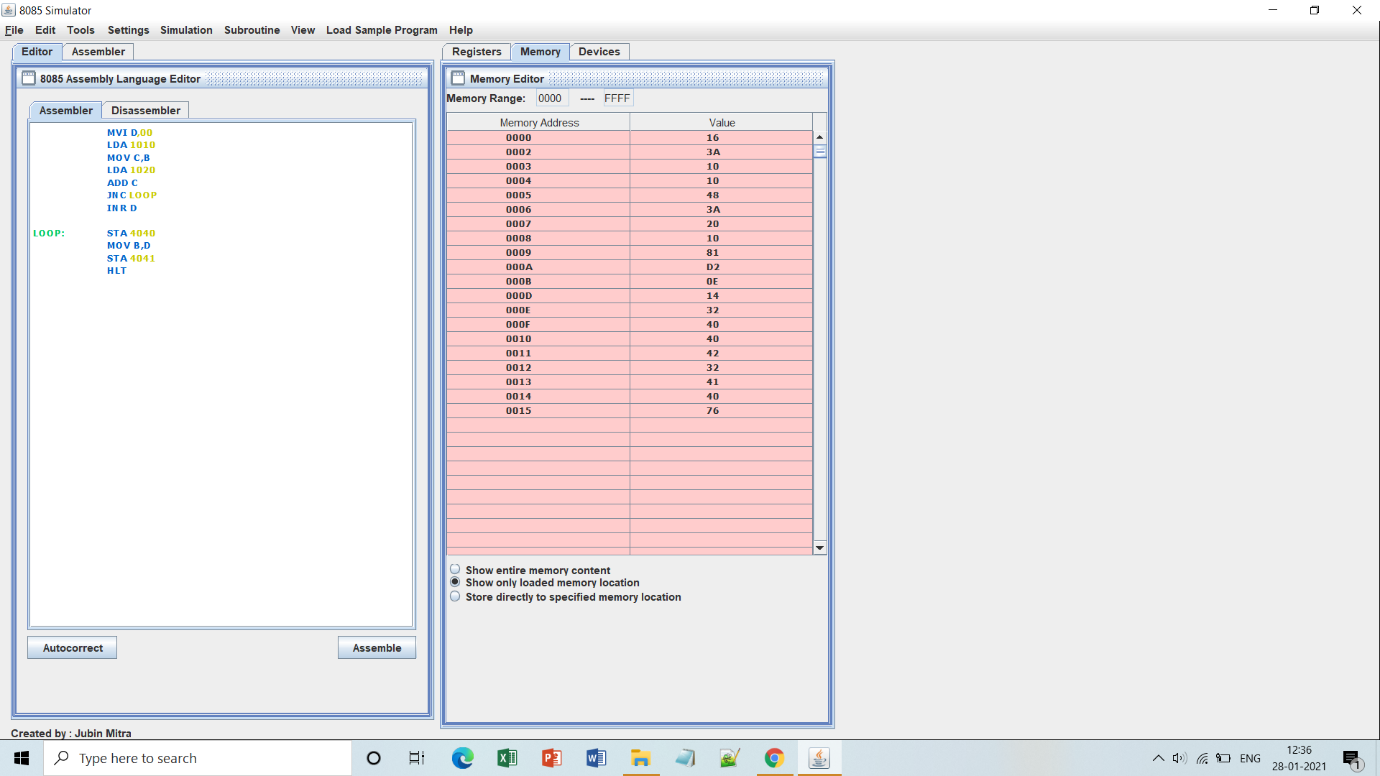 8085 Simulator
File Edit Tools Settings Simulation Subroutine View Load Sample Program Help
Editor Assembler
8085 Assembly Language Editor
Assembler Disassembler
MVI D,00
LDA 1010
MOV C,B
LDA 1020
ADD C
JNC LOOP
INR D
LOOP: STA 4040
MOV B,D
STA 4041
HLT
Autocorrect Assemble
Registers Memory Devices
Memory Editor
Memory Range: 0000 ---- FFFF
Memory Address Value
0000 16
0002 3A
0003 10
0004 10
0005 48
0006 3A
0007 20
0008 10
0009 81
000A D2
000B 0E
000D 14
000E 32
000F 40
0010 40
0011 42
0012 32
0013 41
0014 40
0015 76
Show entire memory content
Show only loaded memory location
Store directly to specified memory location
Created by : Jubin Mitra
Type here to search
ENG
12:36
28-01-2021
1